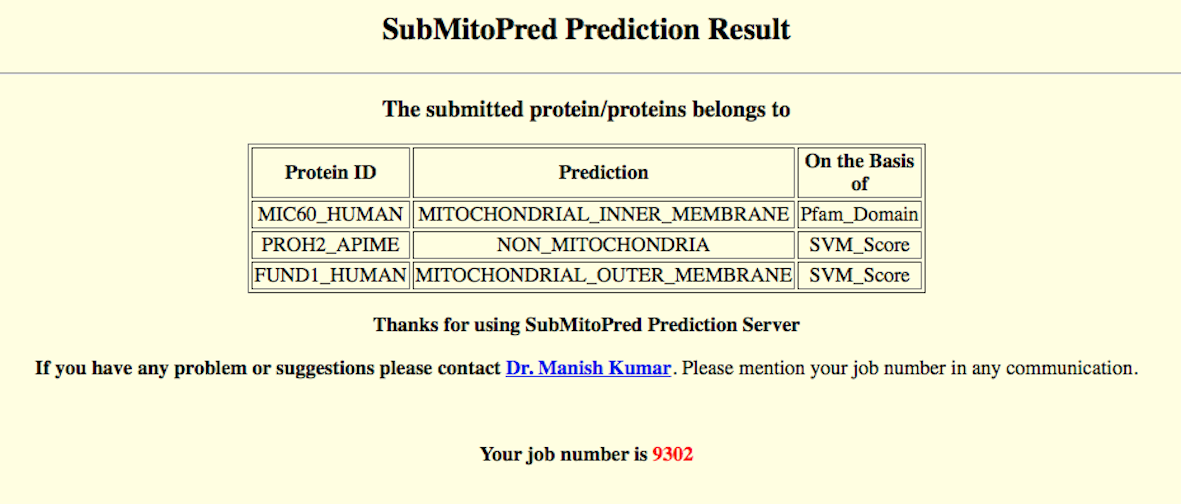 SubMitoPred Prediction Result
The submitted protein/proteins belongs to
Protein ID Prediction On the Basis of
MIC60_HUMAN MITOCHONDRIAL_INNER_MEMBRANE Pfam_Domain
PROH2_APIME NON_MITOCHONDRIA SVM_Score
FUND1_HUMAN MITOCHONDRIAL_OUTER_MEMBRANE SVM_Score
Thanks for using SubMitoPred Prediction Server
If you have any problem or suggestions please contact Dr. Manish Kumar. Please mention your job number in any communication.
Your job number is 9302